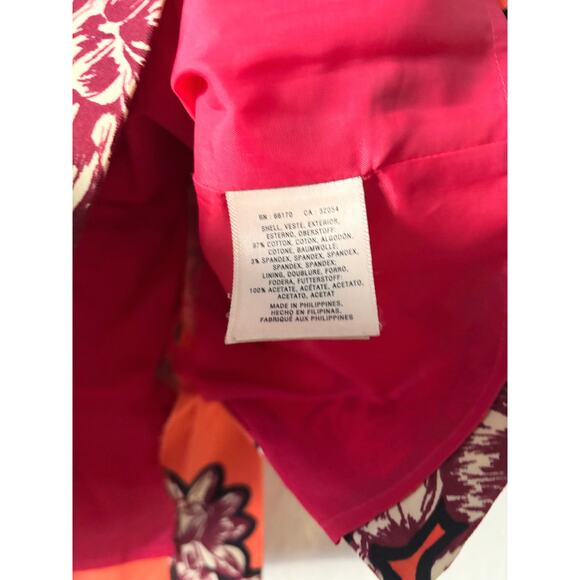 RN : 66170 CA : 32054
SHELL, VESTE, EXTERIOR,
ESTERNO, OBERSTOFF:
97% COTTON, COTON, ALGODÓN,
COTONE, BAUMWOLLE;
3% SPANDEX, SPANDEX, SPANDEX,
SPANDEX, SPANDEX;
LINING, DOUBLURE, FORRO,
FODERA, FUTTERSTOFF:
100% ACETATE, ACÉTATE, ACETATO,
ACETATO, ACETAT
MADE IN PHILIPPINES,
HECHO EN FILIPINAS,
FABRIQUÉ AUX PHILIPPINES